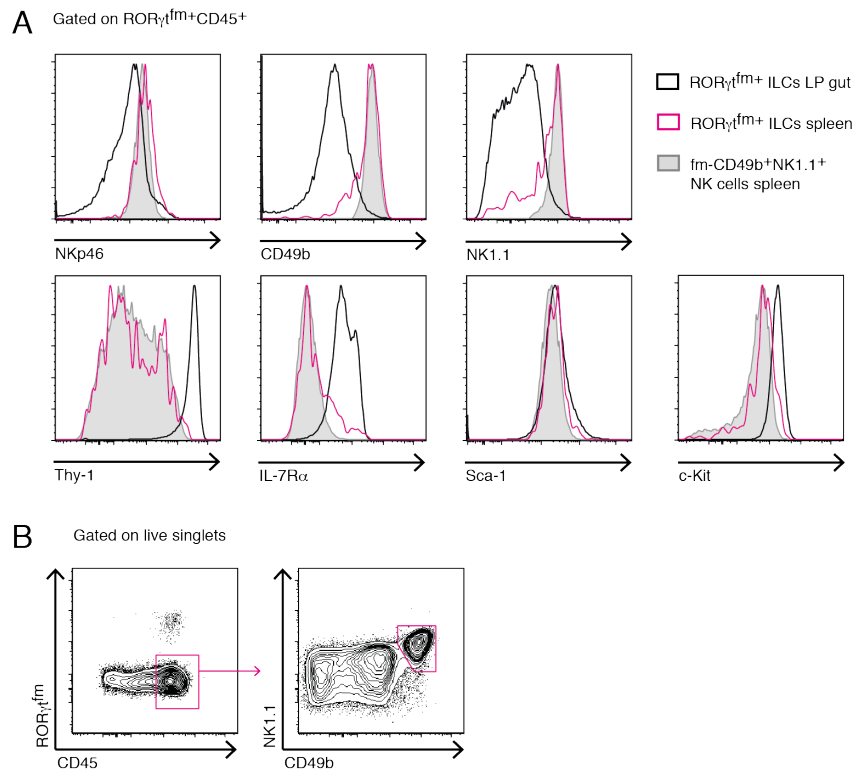 A
Gated on RORγtfm+CD45+
NKp46
CD49b
NK1.1
RORγtfm+ ILCs LP gut
RORγtfm+ ILCs spleen
fm-CD49b+NK1.1+
NK cells spleen
Thy-1
IL-7Rα
Sca-1
c-Kit
B
Gated on live singlets
RORγtfm
CD45
NK1.1
CD49b